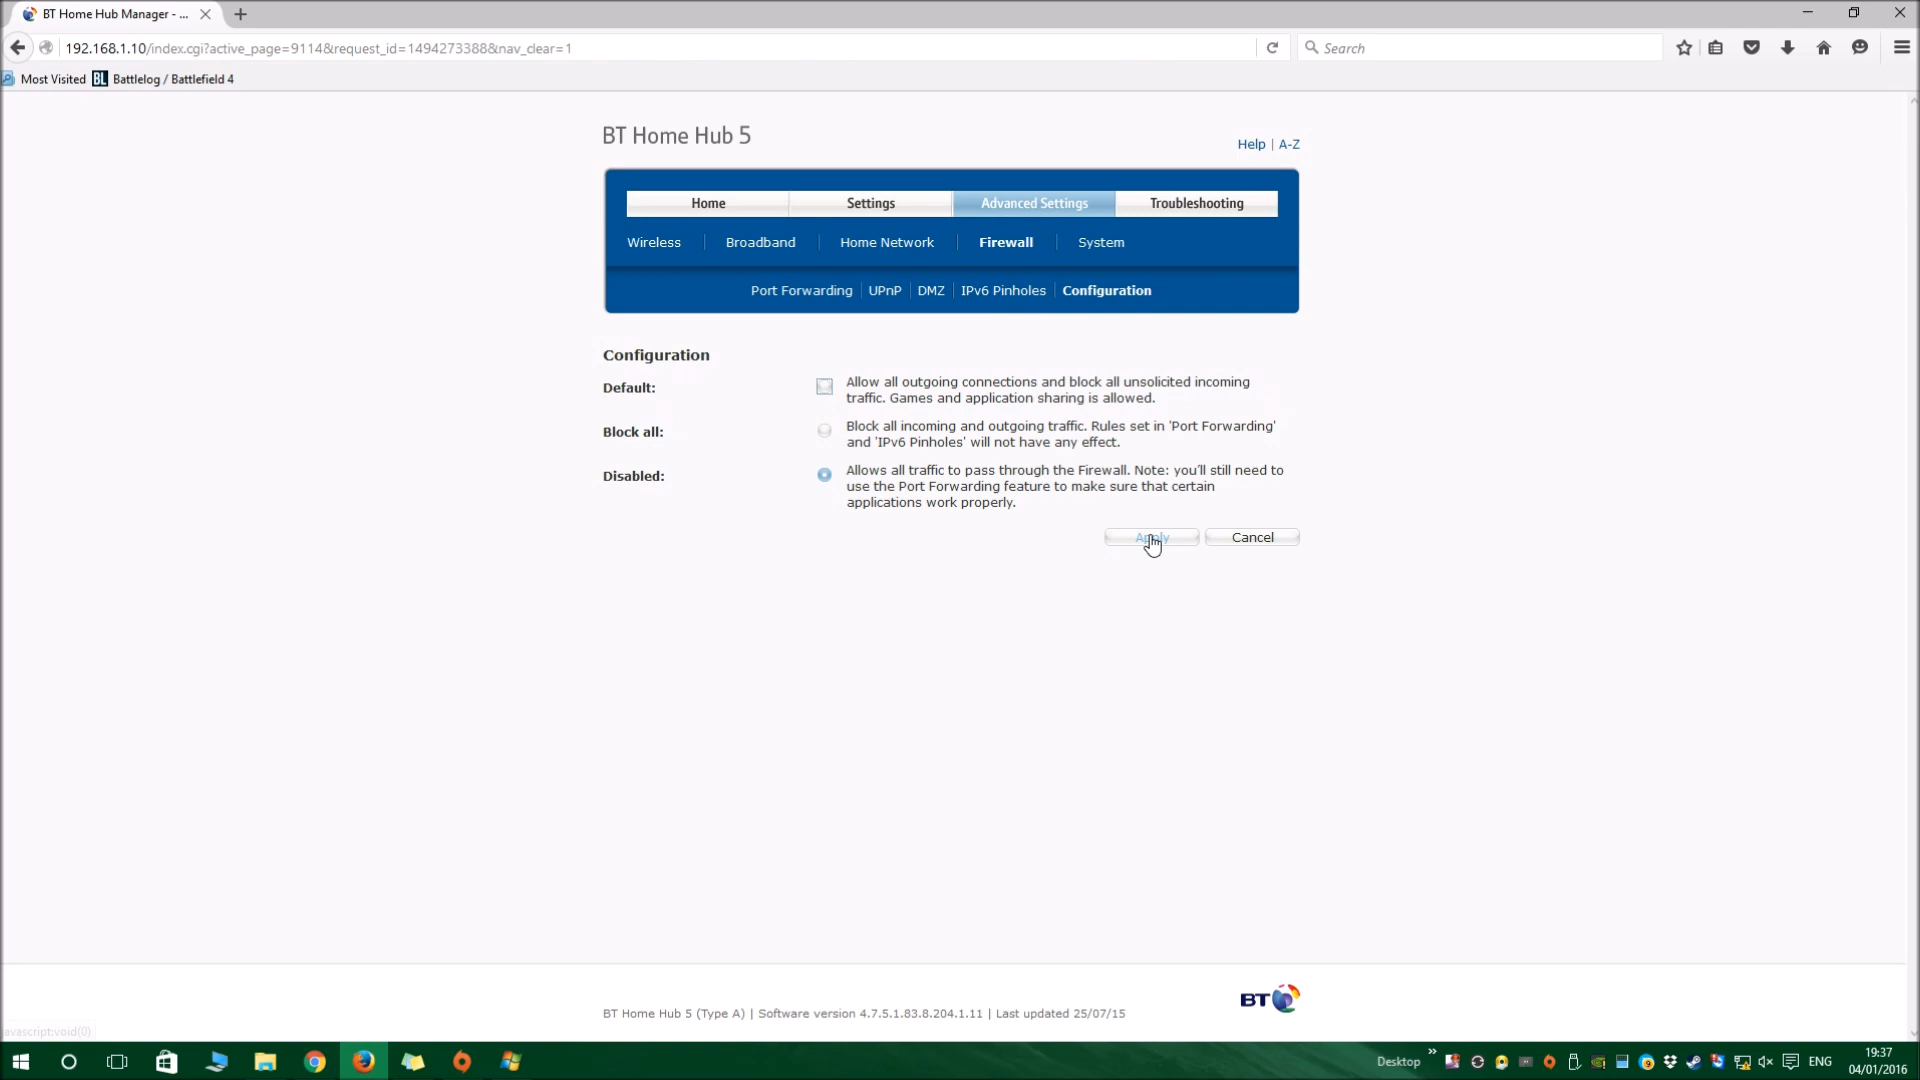 BT Home Hub Manager - ...
192.168.1.10/index.cgi?active_page=9114&request_id=1494273388&nav_clear=1
Search
Most Visited
BL Battlelog / Battlefield 4
BT Home Hub 5
Help | A-Z
Home Settings Advanced Settings Troubleshooting
Wireless Broadband Home Network Firewall System
Port Forwarding UPnP DMZ IPv6 Pinholes Configuration
Configuration
Default:
Allow all outgoing connections and block all unsolicited incoming
traffic. Games and application sharing is allowed.
Block all:
Block all incoming and outgoing traffic. Rules set in 'Port Forwarding'
and 'IPv6 Pinholes' will not have any effect.
Disabled:
Allows all traffic to pass through the Firewall. Note: you'll still need to
use the Port Forwarding feature to make sure that certain
applications work properly.
Apply Cancel
BT
BT Home Hub 5 (Type A) | Software version 4.7.5.1.83.8.204.1.11 | Last updated 25/07/15
avascript:void(0)
Desktop
ENG
19:37
04/01/2016